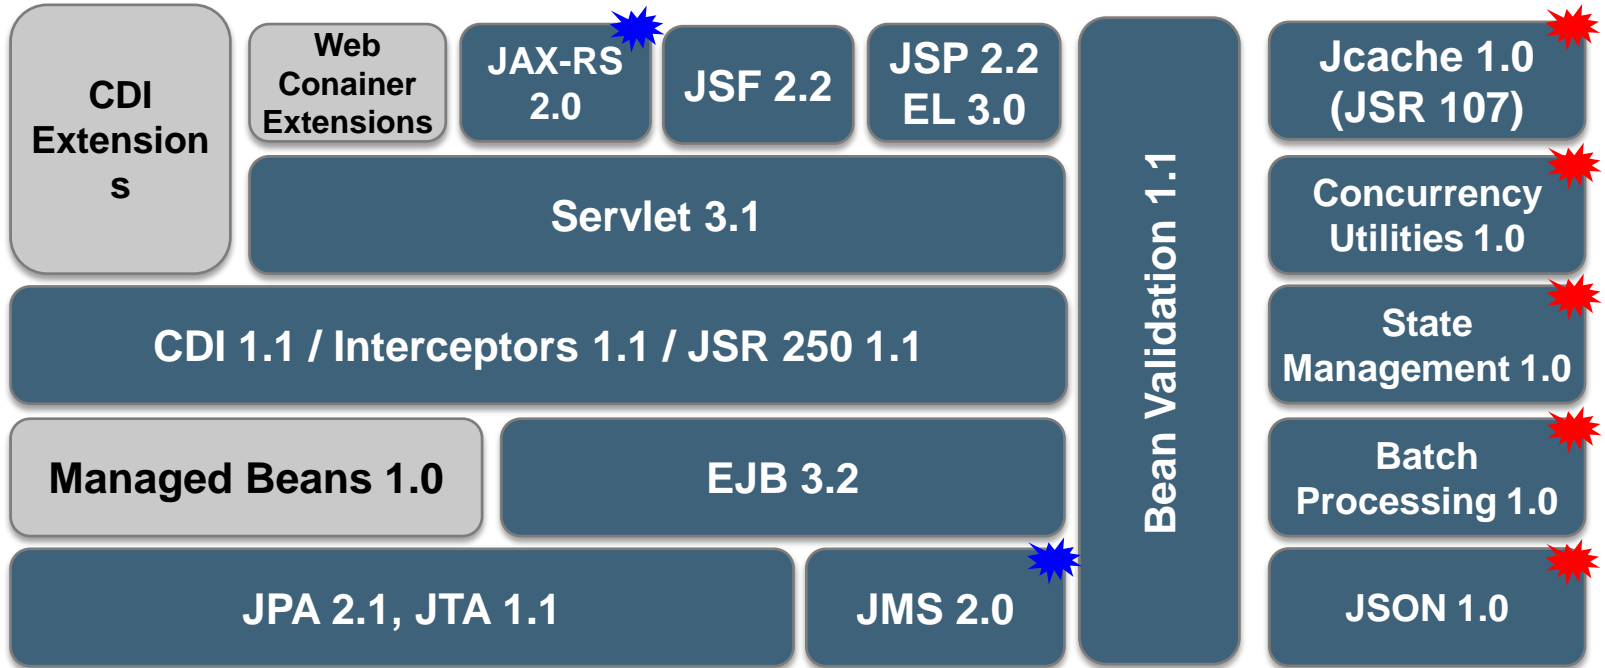 CDI
Extension
s
Web
Conainer
Extensions
JAX-RS
2.0
JSF 2.2
JSP 2.2
EL 3.0
Servlet 3.1
CDI 1.1 / Interceptors 1.1 / JSR 250 1.1
Managed Beans 1.0
EJB 3.2
JPA 2.1, JTA 1.1
JMS 2.0
Bean Validation 1.1
Jcache 1.0
(JSR 107)
Concurrency
Utilities 1.0
State
Management 1.0
Batch
Processing 1.0
JSON 1.0